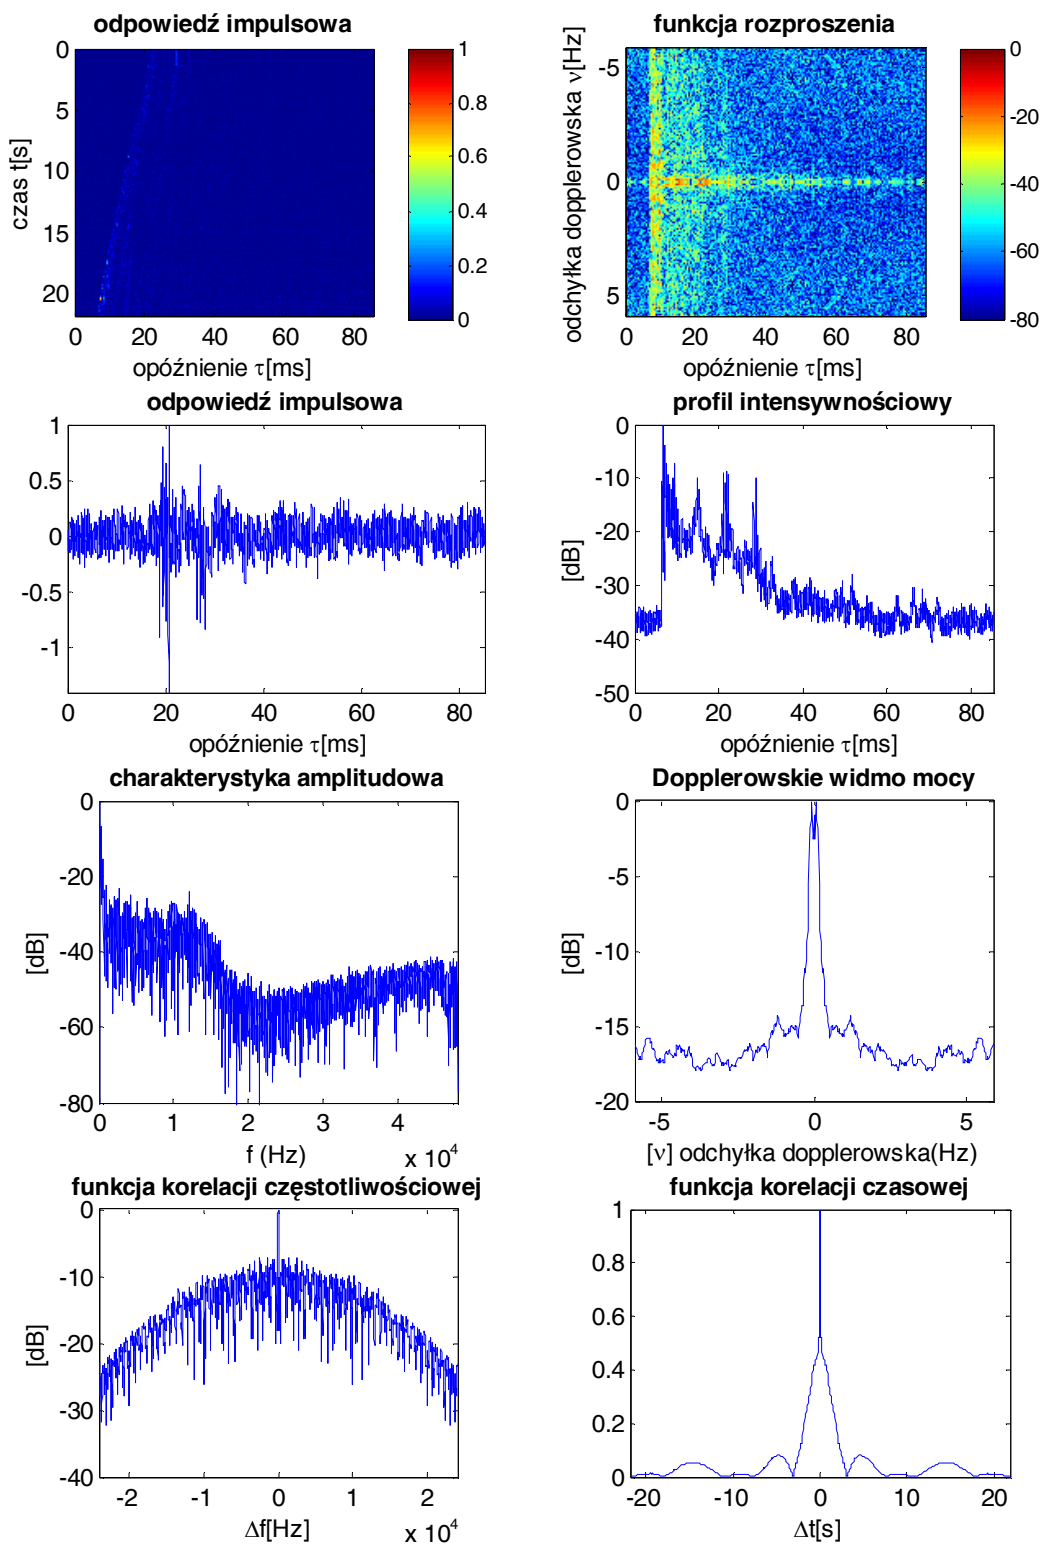 odpowiedź impulsowa
0
5
10
15
20
czas t[s]
0 20 40 60 80
opóźnienie τ[ms]
1
0.8
0.6
0.4
0.2
0
funkcja rozproszenia
-5
0
5
odchyłka dopplerowska ν[Hz]
0 20 40 60 80
opóźnienie τ[ms]
0
-20
-40
-60
-80
odpowiedź impulsowa
1
0.5
0
-0.5
-1
0 20 40 60 80
opóźnienie τ[ms]
profil intensywnościowy
0
-10
-20
-30
-40
-50
[dB]
0 20 40 60 80
opóźnienie τ[ms]
charakterystyka amplitudowa
0
-20
-40
-60
-80
[dB]
0 1 2 3 4
f (Hz) x 10^4
Dopplerowskie widmo mocy
0
-5
-10
-15
-20
[dB]
-5 0 5
[ν] odchyłka dopplerowska(Hz)
funkcja korelacji częstotliwościowej
0
-10
-20
-30
-40
[dB]
-2 -1 0 1 2
Δf[Hz] x 10^4
funkcja korelacji czasowej
1
0.8
0.6
0.4
0.2
0
-20 -10 0 10 20
Δt[s]